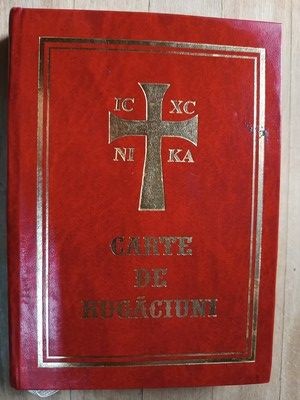 IC XC
NI KA
CARTE
DE
RUGĂCIUNI